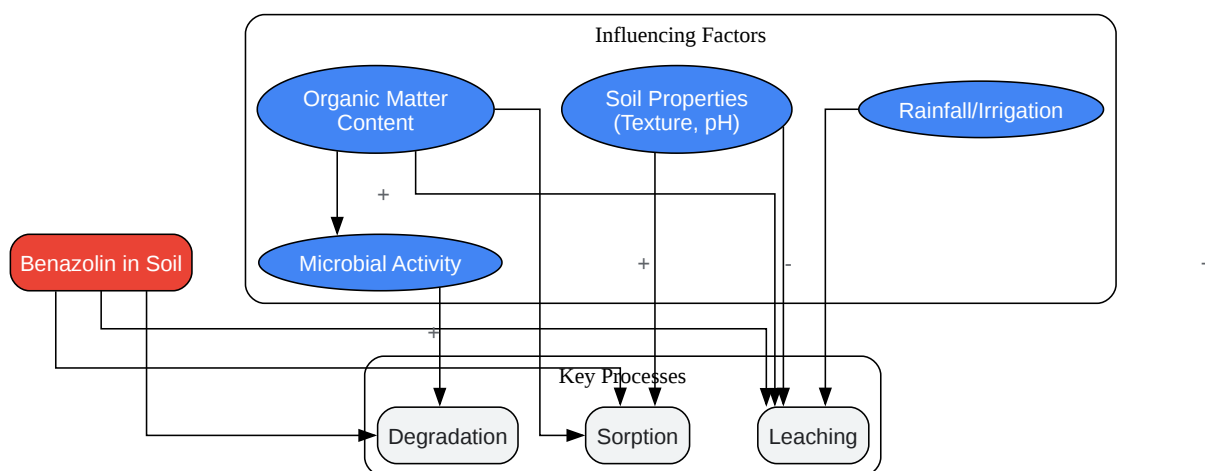 Influencing Factors
Organic Matter
Content
Soil Properties
(Texture, pH)
Rainfall/Irrigation
+
Benazolin in Soil
Microbial Activity
+
-
+
Key Processes
Degradation
Sorption
Leaching